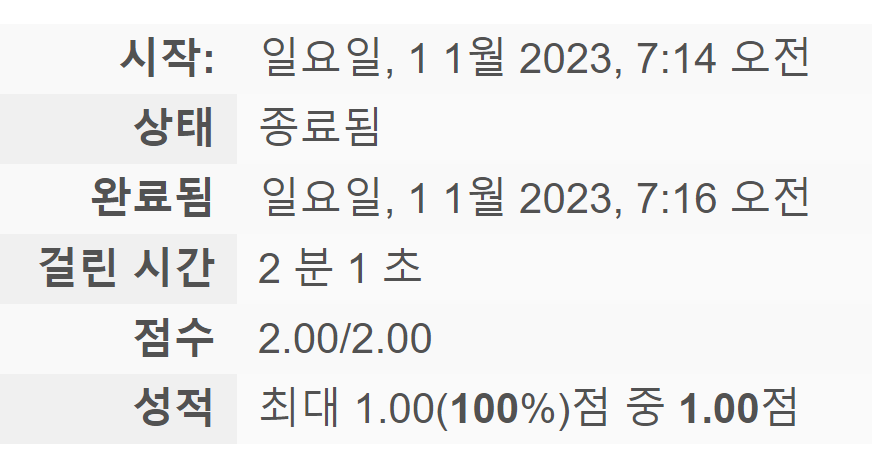 시작: 일요일, 1 1월 2023, 7:14 오전
상태 종료됨
완료됨 일요일, 1 1월 2023, 7:16 오전
걸린 시간 2 분 1 초
점수 2.00/2.00
성적 최대 1.00(100%)점 중 1.00점